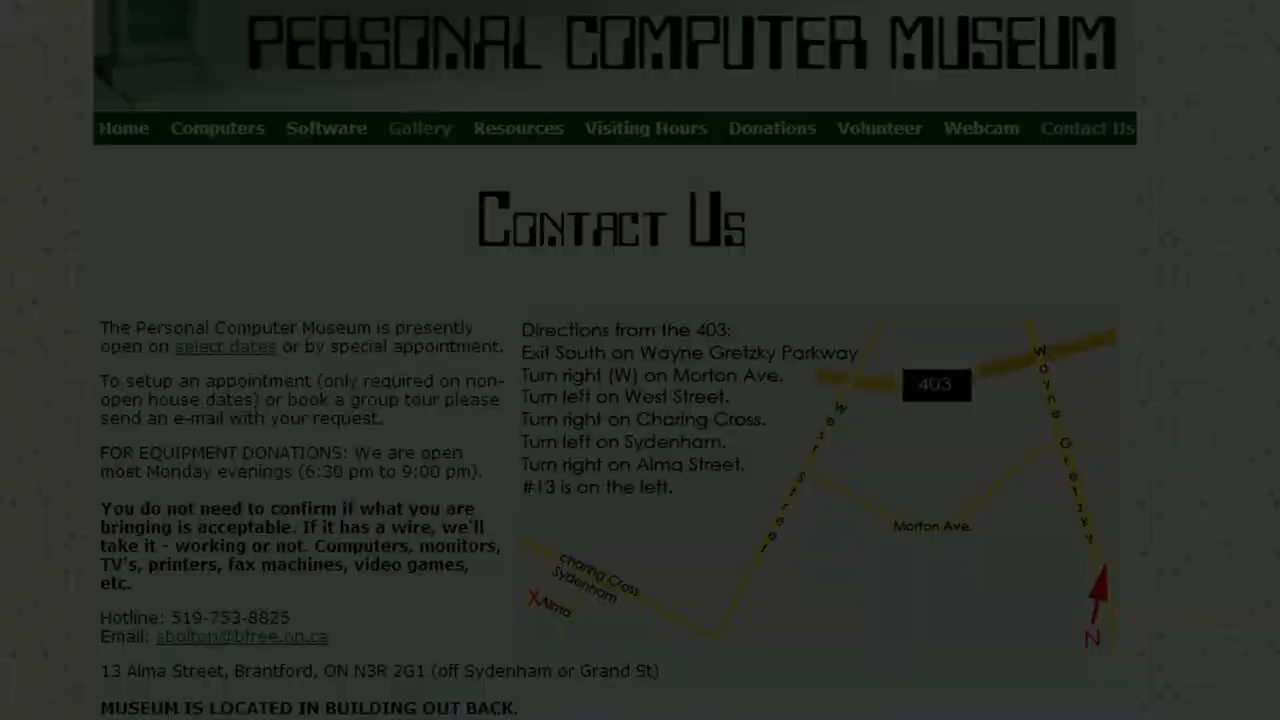 PERSONAL COMPUTER MUSEUM
Home Computers Software Gallery Resources Visiting Hours Donations Volunteer Webcam Contact Us
Contact Us
The Personal Computer Museum is presently
open on select dates or by special appointment.
To setup an appointment (only required on non-
open house dates) or book a group tour please
send an e-mail with your request.
FOR EQUIPMENT DONATIONS: We are open
most Monday evenings (6:30 pm to 9:00 pm).
You do not need to confirm if what you are
bringing is acceptable. If it has a wire, we'll
take it - working or not. Computers, monitors,
TV's, printers, fax machines, video games,
etc.
Hotline: 519-753-8825
Email: sbolton@bfree.on.ca
Directions from the 403:
Exit South on Wayne Gretzky Parkway
Turn right (W) on Morton Ave.
Turn left on West Street.
Turn right on Charing Cross.
Turn left on Sydenham.
Turn right on Alma Street.
#13 is on the left.
403
West Street
Wayne Gretzky
Morton Ave.
charing Cross
Sydenham
X Alma
N
13 Alma Street, Brantford, ON N3R 2G1 (off Sydenham or Grand St)
MUSEUM IS LOCATED IN BUILDING OUT BACK.